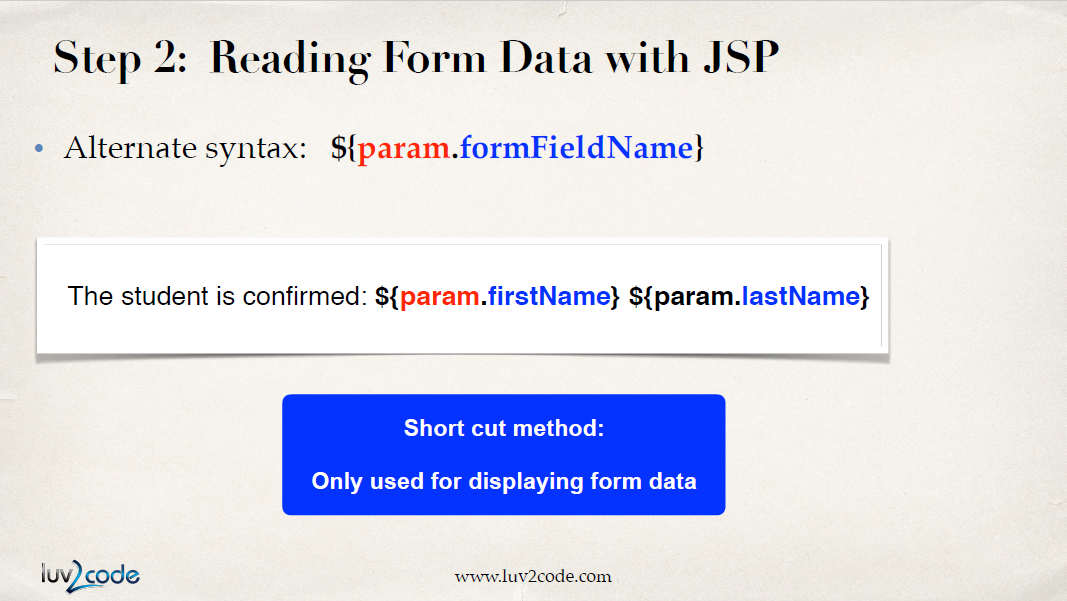 Step 2: Reading Form Data with JSP
• Alternate syntax: ${param.formFieldName}
The student is confirmed: ${param.firstName} ${param.lastName}
Short cut method:
Only used for displaying form data
luv2code
www.luv2code.com